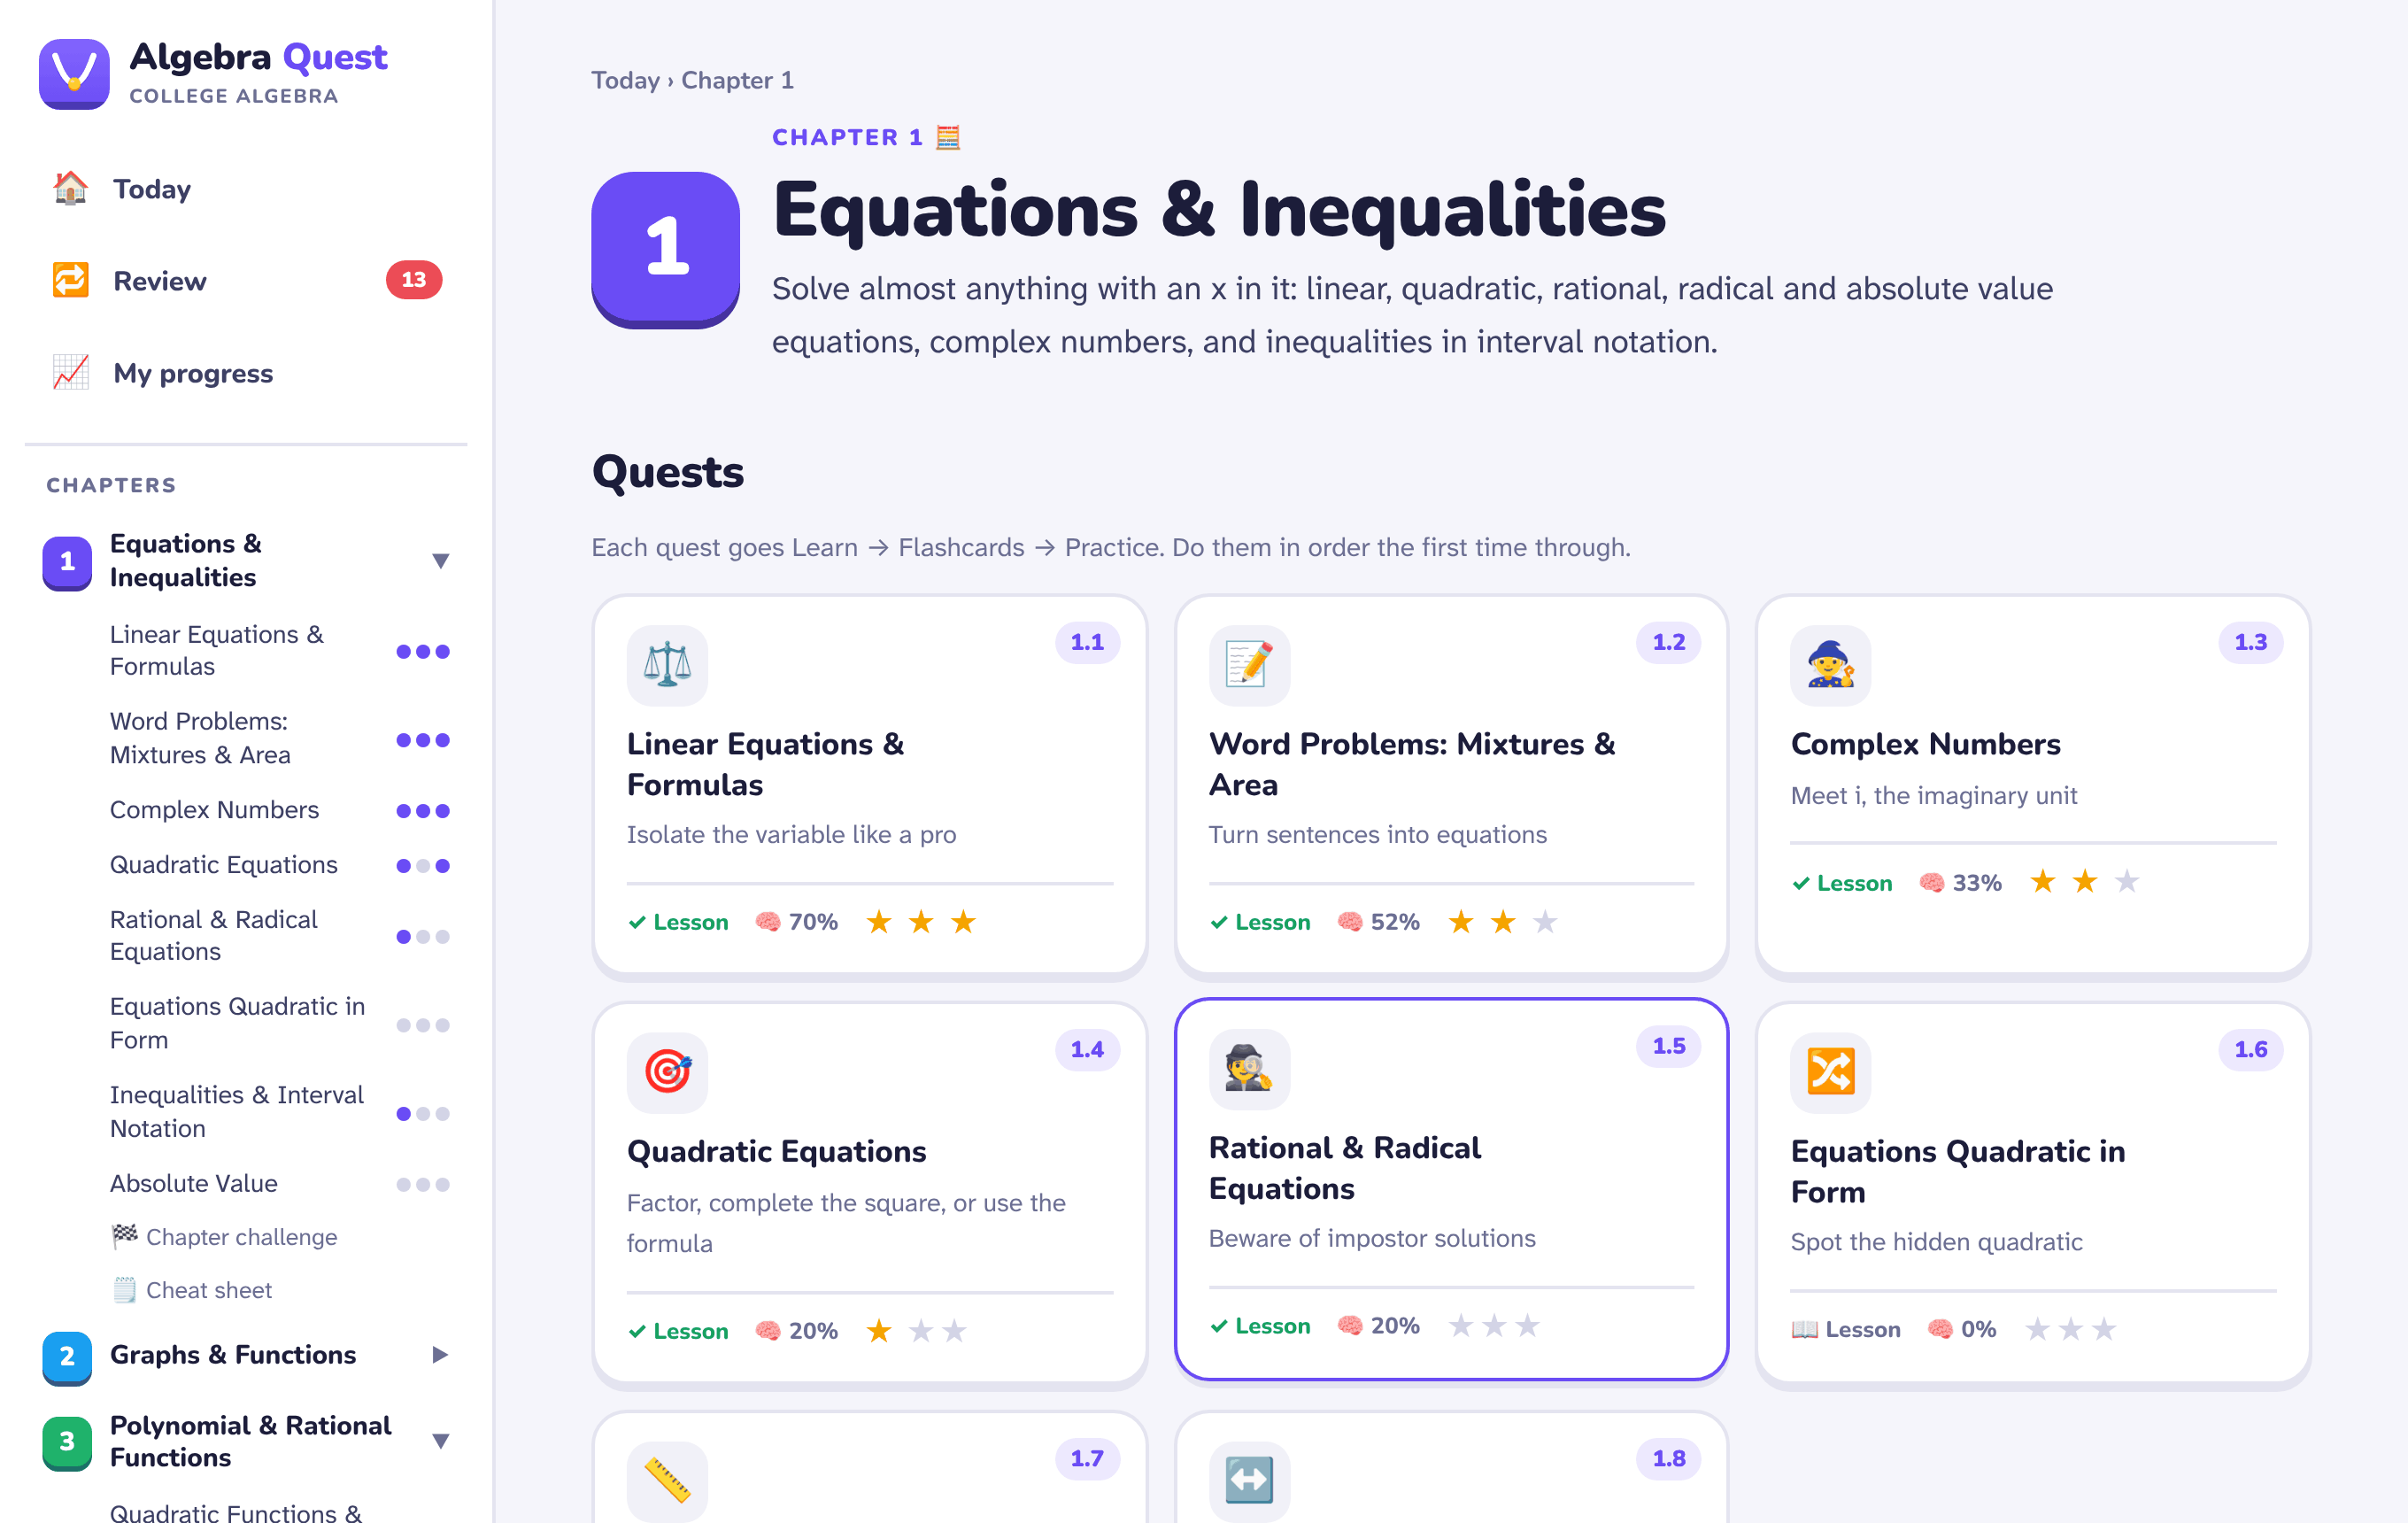 Algebra Quest
COLLEGE ALGEBRA
Today
Review 13
My progress
CHAPTERS
1 Equations &
Inequalities
Linear Equations &
Formulas
Word Problems:
Mixtures & Area
Complex Numbers
Quadratic Equations
Rational & Radical
Equations
Equations Quadratic in
Form
Inequalities & Interval
Notation
Absolute Value
Chapter challenge
Cheat sheet
2 Graphs & Functions
3 Polynomial & Rational
Functions
Quadratic Functions &
Today › Chapter 1
CHAPTER 1
1
Equations & Inequalities
Solve almost anything with an x in it: linear, quadratic, rational, radical and absolute value
equations, complex numbers, and inequalities in interval notation.
Quests
Each quest goes Learn → Flashcards → Practice. Do them in order the first time through.
1.1
Linear Equations &
Formulas
Isolate the variable like a pro
✓ Lesson 70% ★ ★ ★
1.2
Word Problems: Mixtures &
Area
Turn sentences into equations
✓ Lesson 52% ★ ★ ★
1.3
Complex Numbers
Meet i, the imaginary unit
✓ Lesson 33% ★ ★ ★
1.4
Quadratic Equations
Factor, complete the square, or use the
formula
✓ Lesson 20% ★ ★ ★
1.5
Rational & Radical
Equations
Beware of impostor solutions
✓ Lesson 20% ★ ★ ★
1.6
Equations Quadratic in
Form
Spot the hidden quadratic
Lesson 0% ★ ★ ★
1.7
1.8